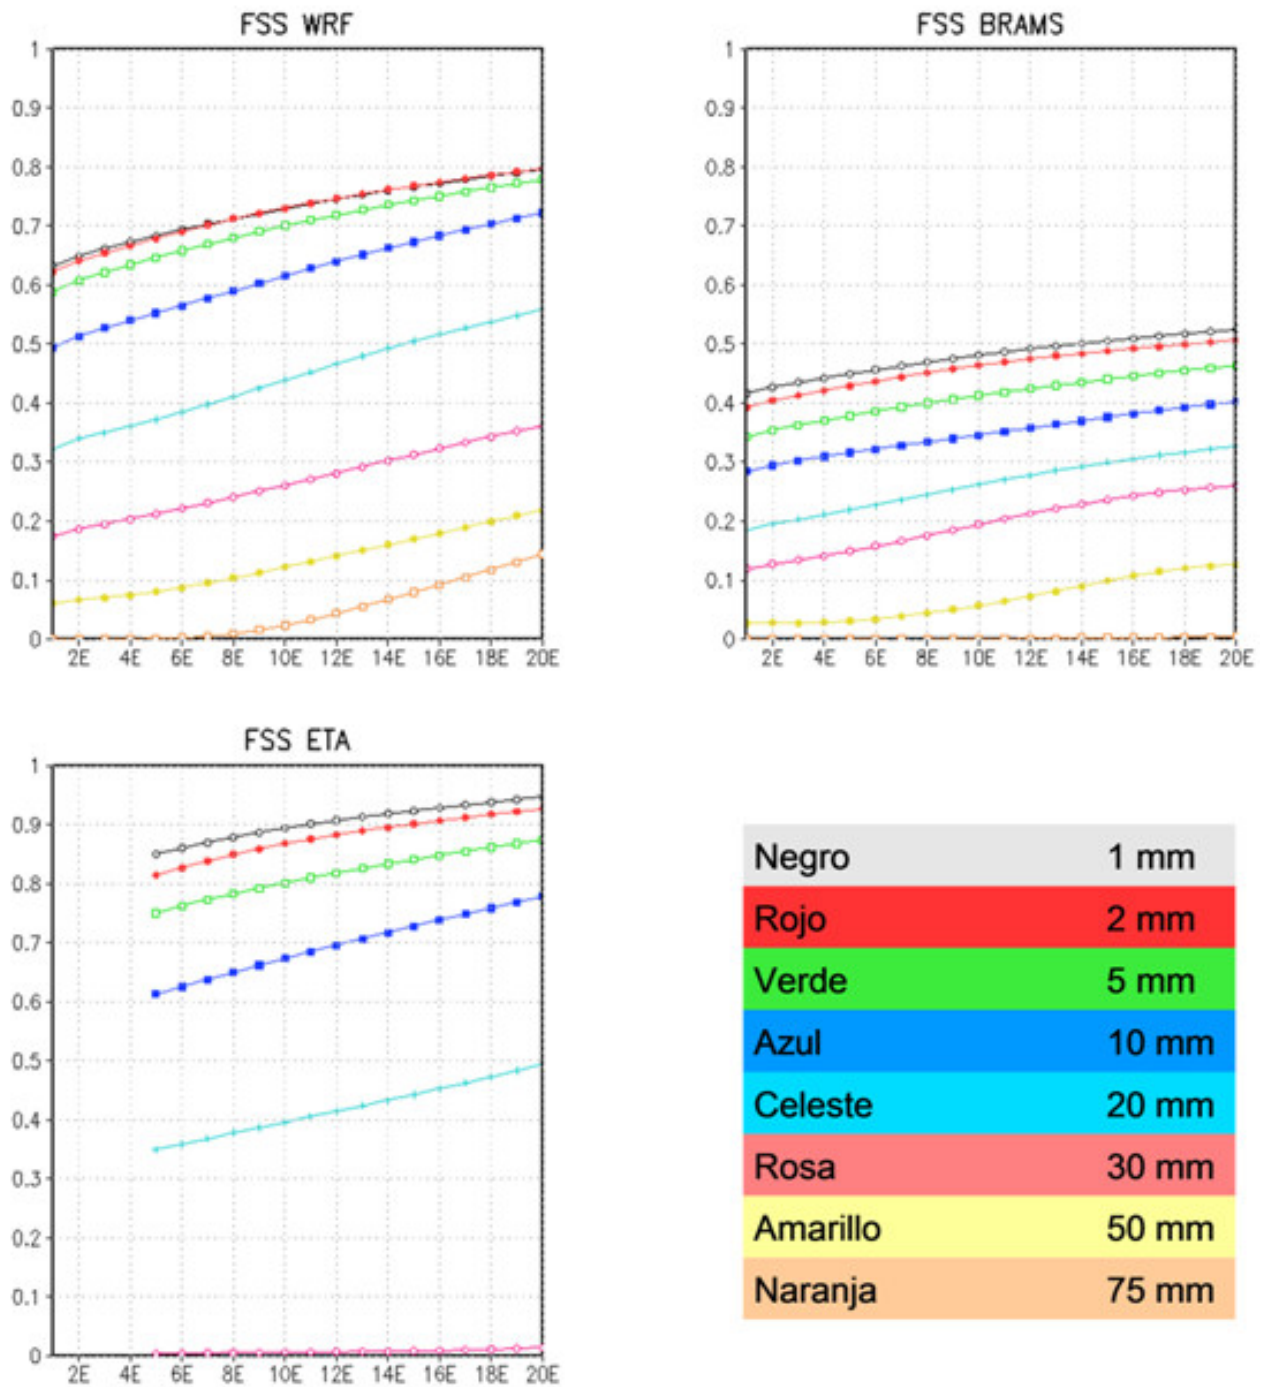 FSS WRF
1
0.9
0.8
0.7
0.6
0.5
0.4
0.3
0.2
0.1
0
2E 4E 6E 8E 10E 12E 14E 16E 18E 20E
FSS BRAMS
1
0.9
0.8
0.7
0.6
0.5
0.4
0.3
0.2
0.1
0
2E 4E 6E 8E 10E 12E 14E 16E 18E 20E
FSS ETA
1
0.9
0.8
0.7
0.6
0.5
0.4
0.3
0.2
0.1
0
2E 4E 6E 8E 10E 12E 14E 16E 18E 20E
Negro 1 mm
Rojo 2 mm
Verde 5 mm
Azul 10 mm
Celeste 20 mm
Rosa 30 mm
Amarillo 50 mm
Naranja 75 mm